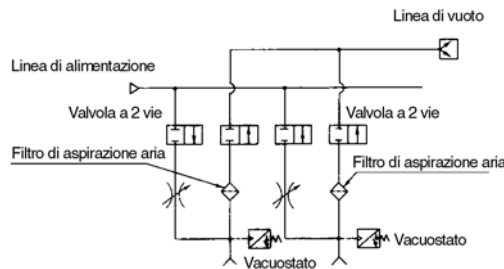 Linea di vuoto
Linea di alimentazione
Valvola a 2 vie
Valvola a 2 vie
Filtro di aspirazione aria
Filtro di aspirazione aria
Vacuostato
Vacuostato